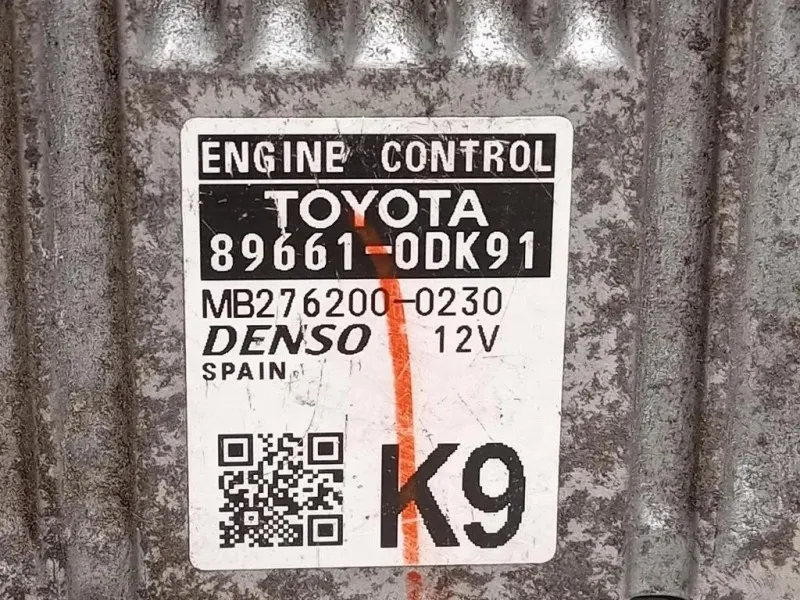 ENGINE CONTROL
TOYOTA
89661-0DK91
MB276200-0230
DENSO 12V
SPAIN
K9